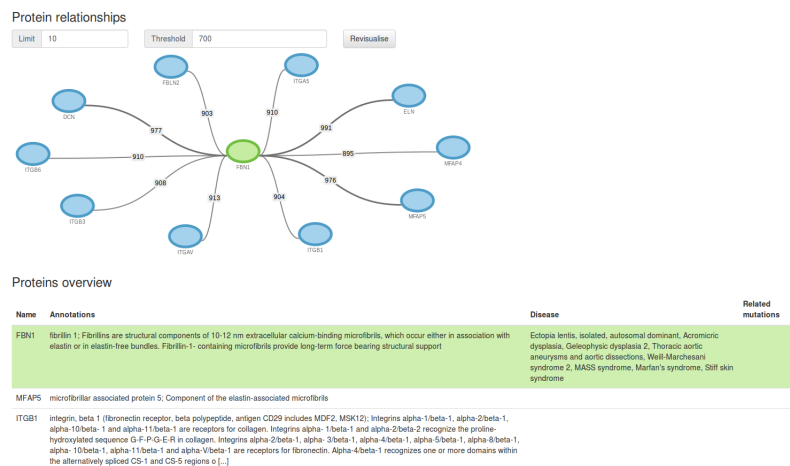 Protein relationships
Limit 10 Threshold 700 Revisualise
FBLN2
ITGA5
DCN
ELN
903
910
977
991
ITGB6
910
FBN1
895
MFAP4
908
976
ITGB3
913
904
MFAP5
ITGAV
ITGB1
Proteins overview
Name Annotations Disease Related mutations
FBN1 fibrillin 1; Fibrillins are structural components of 10-12 nm extracellular calcium-binding microfibrils, which occur either in association with
elastin or in elastin-free bundles. Fibrillin-1- containing microfibrils provide long-term force bearing structural support
Ectopia lentis, isolated, autosomal dominant, Acromicric
dysplasia, Geleophysic dysplasia 2, Thoracic aortic
aneurysms and aortic dissections, Weill-Marchesani
syndrome 2, MASS syndrome, Marfan's syndrome, Stiff skin
syndrome
MFAP5 microfibrillar associated protein 5; Component of the elastin-associated microfibrils
ITGB1 integrin, beta 1 (fibronectin receptor, beta polypeptide, antigen CD29 includes MDF2, MSK12); Integrins alpha-1/beta-1, alpha-2/beta-1,
alpha-10/beta- 1 and alpha-11/beta-1 are receptors for collagen. Integrins alpha- 1/beta-1 and alpha-2/beta-2 recognize the proline-
hydroxylated sequence G-F-P-G-E-R in collagen. Integrins alpha-2/beta-1, alpha- 3/beta-1, alpha-4/beta-1, alpha-5/beta-1, alpha-8/beta-1,
alpha- 10/beta-1, alpha-11/beta-1 and alpha-V/beta-1 are receptors for fibronectin. Alpha-4/beta-1 recognizes one or more domains within
the alternatively spliced CS-1 and CS-5 regions o [...]